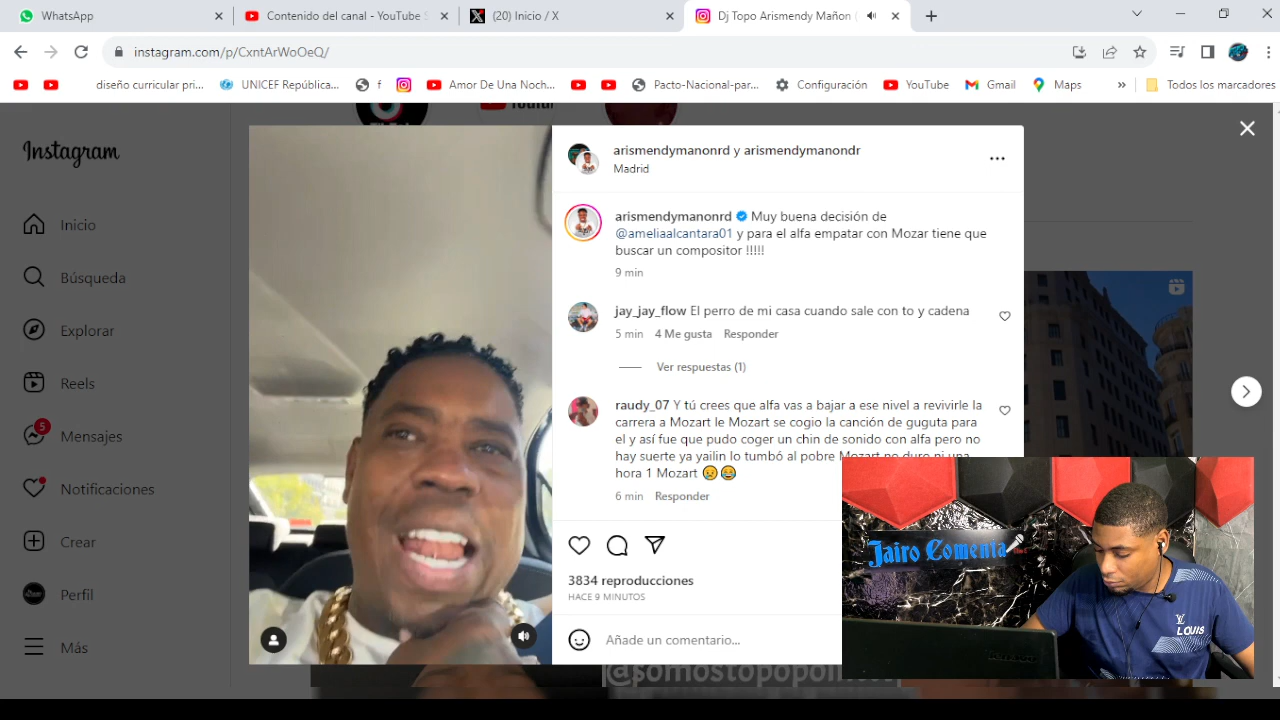 WhatsApp
Contenido del canal - YouTube S
(20) Inicio / X
Dj Topo Arismendy Mañon (
instagram.com/p/CxntArWoOeQ/
diseño curricular pri...
UNICEF República...
f
Amor De Una Noch...
Pacto-Nacional-par...
Configuración
YouTube
Gmail
Maps
»
Todos los marcadores
Instagram
Inicio
Búsqueda
Explorar
Reels
5
Mensajes
Notificaciones
Crear
Perfil
Más
arismendymanonrd y arismendymanondr
Madrid
arismendymanonrd Muy buena decisión de
@ameliaalcantara01 y para el alfa empatar con Mozar tiene que
buscar un compositor !!!!!
9 min
jay_jay_flow El perro de mi casa cuando sale con to y cadena
5 min 4 Me gusta Responder
Ver respuestas (1)
raudy_07 Y tú crees que alfa vas a bajar a ese nivel a revivirle la
carrera a Mozart le Mozart se cogio la canción de guguta para
el y así fue que pudo coger un chin de sonido con alfa pero no
hay suerte ya yailin lo tumbó al pobre Mozart no duro ni una
hora 1 Mozart 😥😂
6 min Responder
3834 reproducciones
HACE 9 MINUTOS
Añade un comentario...
Jairo Comenta
LOUIS